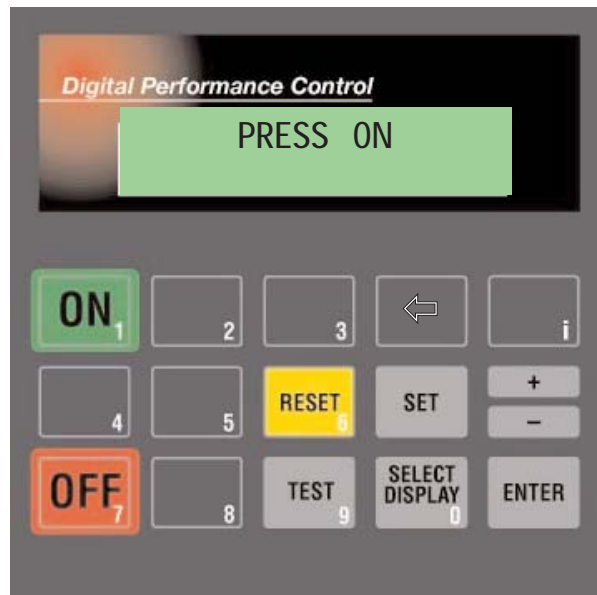 Digital Performance Control
PRESS ON
ON 1
2
3
⇦
i
4
5
RESET 6
SET
+
−
OFF 7
8
TEST 9
SELECT
DISPLAY 0
ENTER